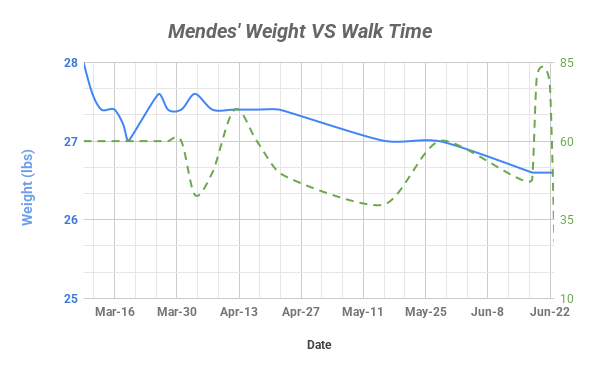 Mendes' Weight VS Walk Time
Weight (lbs)
28
27
26
25
85
60
35
10
Mar-16 Mar-30 Apr-13 Apr-27 May-11 May-25 Jun-8 Jun-22
Date